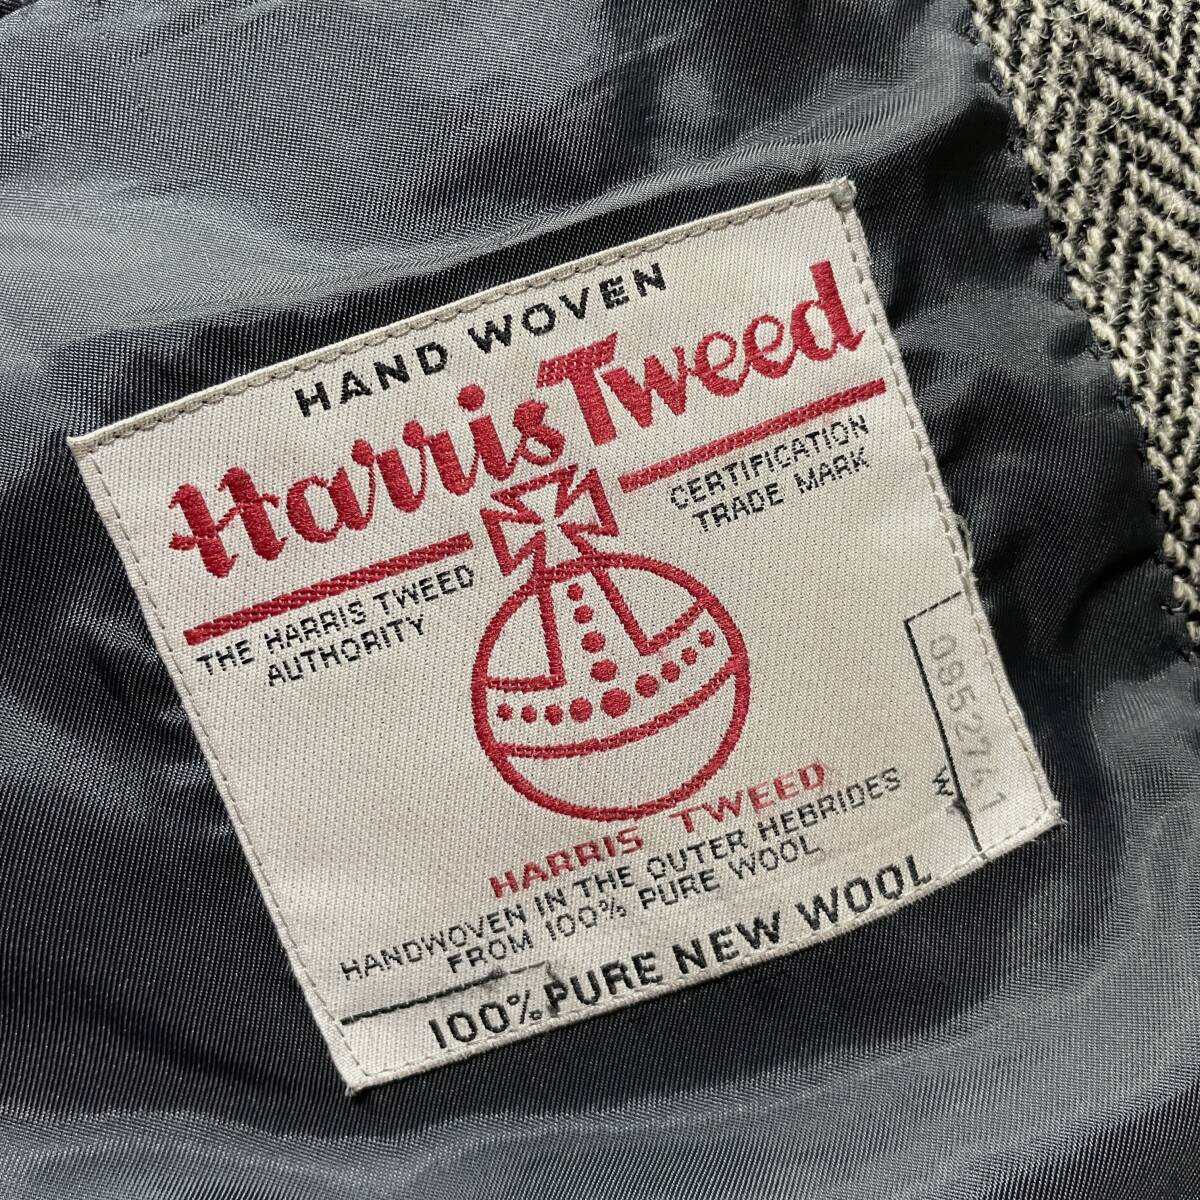 HAND WOVEN
Harris Tweed
THE HARRIS TWEED
AUTHORITY
CERTIFICATION
TRADE MARK
HARRIS TWEED
HANDWOVEN IN THE OUTER HEBRIDES
FROM 100% PURE WOOL
100% PURE NEW WOOL